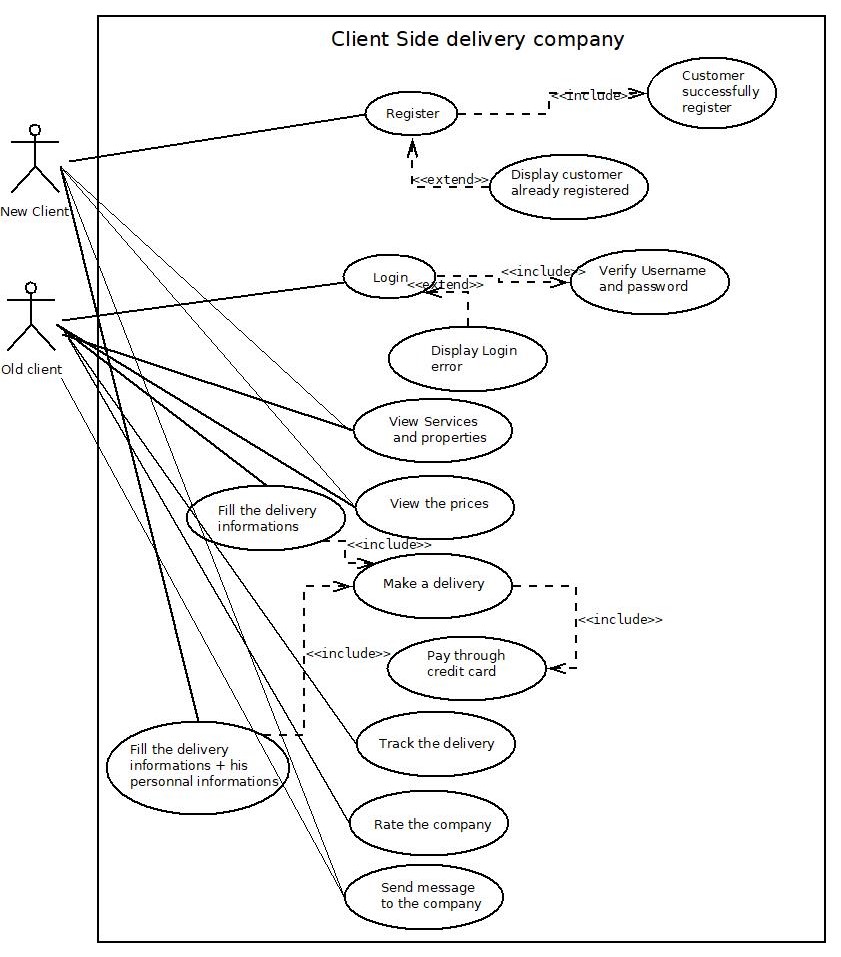 Client Side delivery company
Customer
successfully
register
<<include>>
Register
<<extend>>
Display customer
already registered
New Client
Login
<<include>>
Verify Username
and password
<<extend>>
Display Login
error
Old client
View Services
and properties
View the prices
Fill the delivery
informations
<<include>>
Make a delivery
<<include>>
<<include>>
Pay through
credit card
Track the delivery
Fill the delivery
informations + his
personnal informations
Rate the company
Send message
to the company